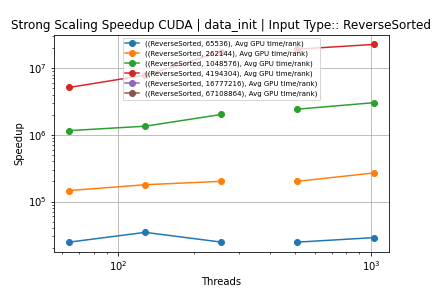 Strong Scaling Speedup CUDA | data_init | Input Type:: ReverseSorted
((ReverseSorted, 65536), Avg GPU time/rank)
((ReverseSorted, 262144), Avg GPU time/rank)
((ReverseSorted, 1048576), Avg GPU time/rank)
((ReverseSorted, 4194304), Avg GPU time/rank)
((ReverseSorted, 16777216), Avg GPU time/rank)
((ReverseSorted, 67108864), Avg GPU time/rank)
Speedup
10⁷
10⁶
10⁵
10² 10³
Threads